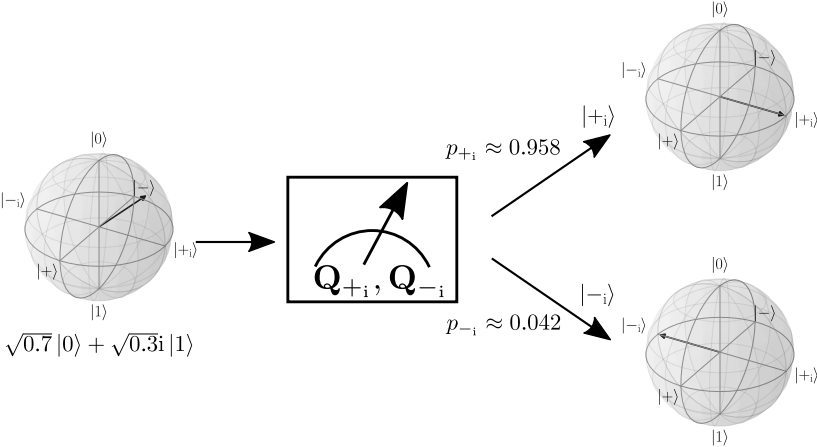 |0⟩
|−ᵢ⟩
|−⟩
|+ᵢ⟩
|+⟩
|1⟩
√0.7 |0⟩ + √0.3i |1⟩
Q₊ᵢ, Q₋ᵢ
p₊ᵢ ≈ 0.958
|+ᵢ⟩
|0⟩
|−ᵢ⟩
|−⟩
|+ᵢ⟩
|+⟩
|1⟩
p₋ᵢ ≈ 0.042
|−ᵢ⟩
|0⟩
|−ᵢ⟩
|−⟩
|+ᵢ⟩
|+⟩
|1⟩